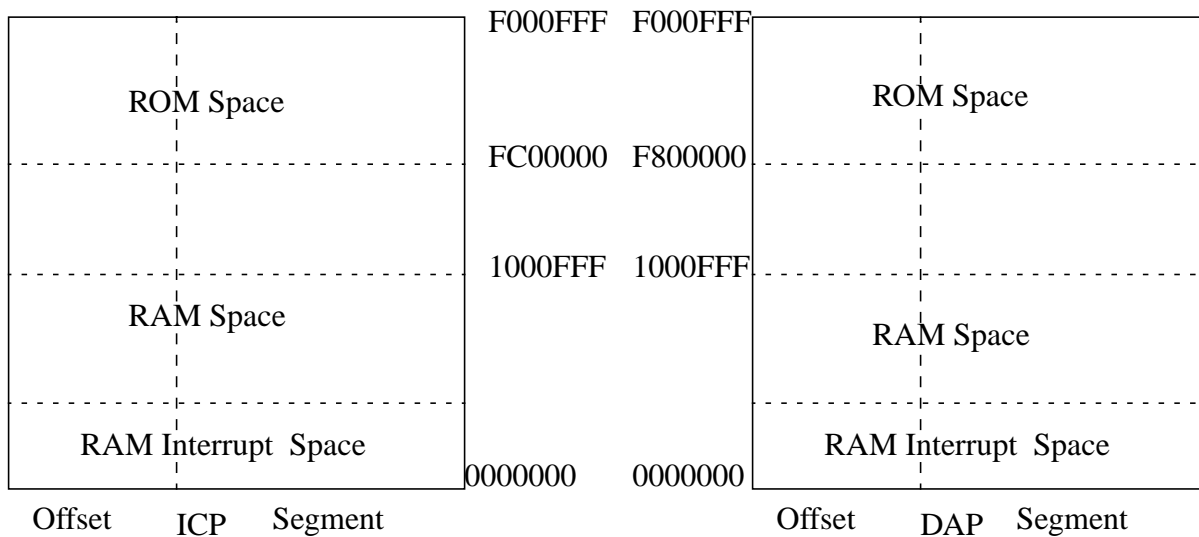 F000FFF F000FFF
ROM Space ROM Space
FC00000 F800000
1000FFF 1000FFF
RAM Space RAM Space
RAM Interrupt Space RAM Interrupt Space
0000000 0000000
Offset ICP Segment Offset DAP Segment